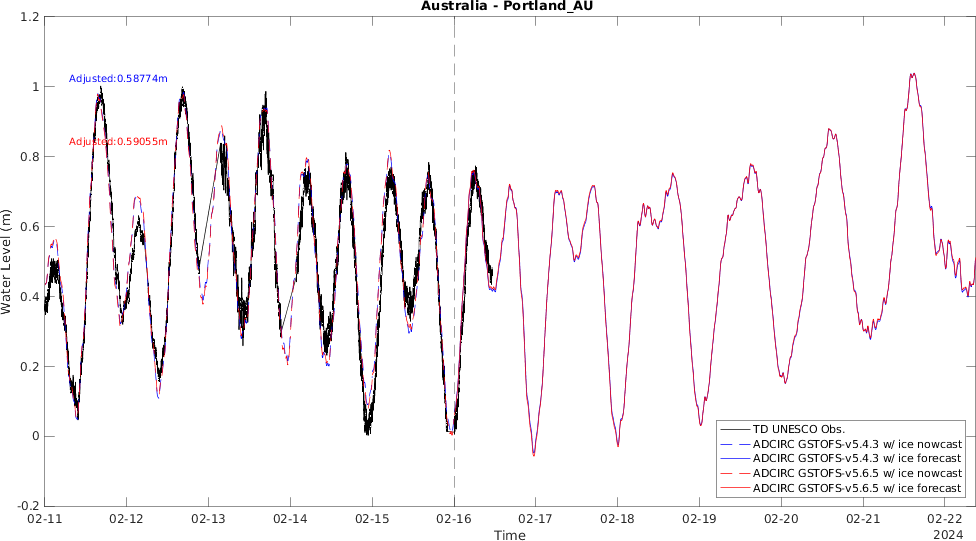 Australia - Portland_AU
1.2
1
0.8
0.6
0.4
0.2
0
-0.2
Water Level (m)
Adjusted:0.58774m
Adjusted:0.59055m
TD UNESCO Obs.
ADCIRC GSTOFS-v5.4.3 w/ ice nowcast
ADCIRC GSTOFS-v5.4.3 w/ ice forecast
ADCIRC GSTOFS-v5.6.5 w/ ice nowcast
ADCIRC GSTOFS-v5.6.5 w/ ice forecast
02-11 02-12 02-13 02-14 02-15 02-16 02-17 02-18 02-19 02-20 02-21 02-22
2024
Time